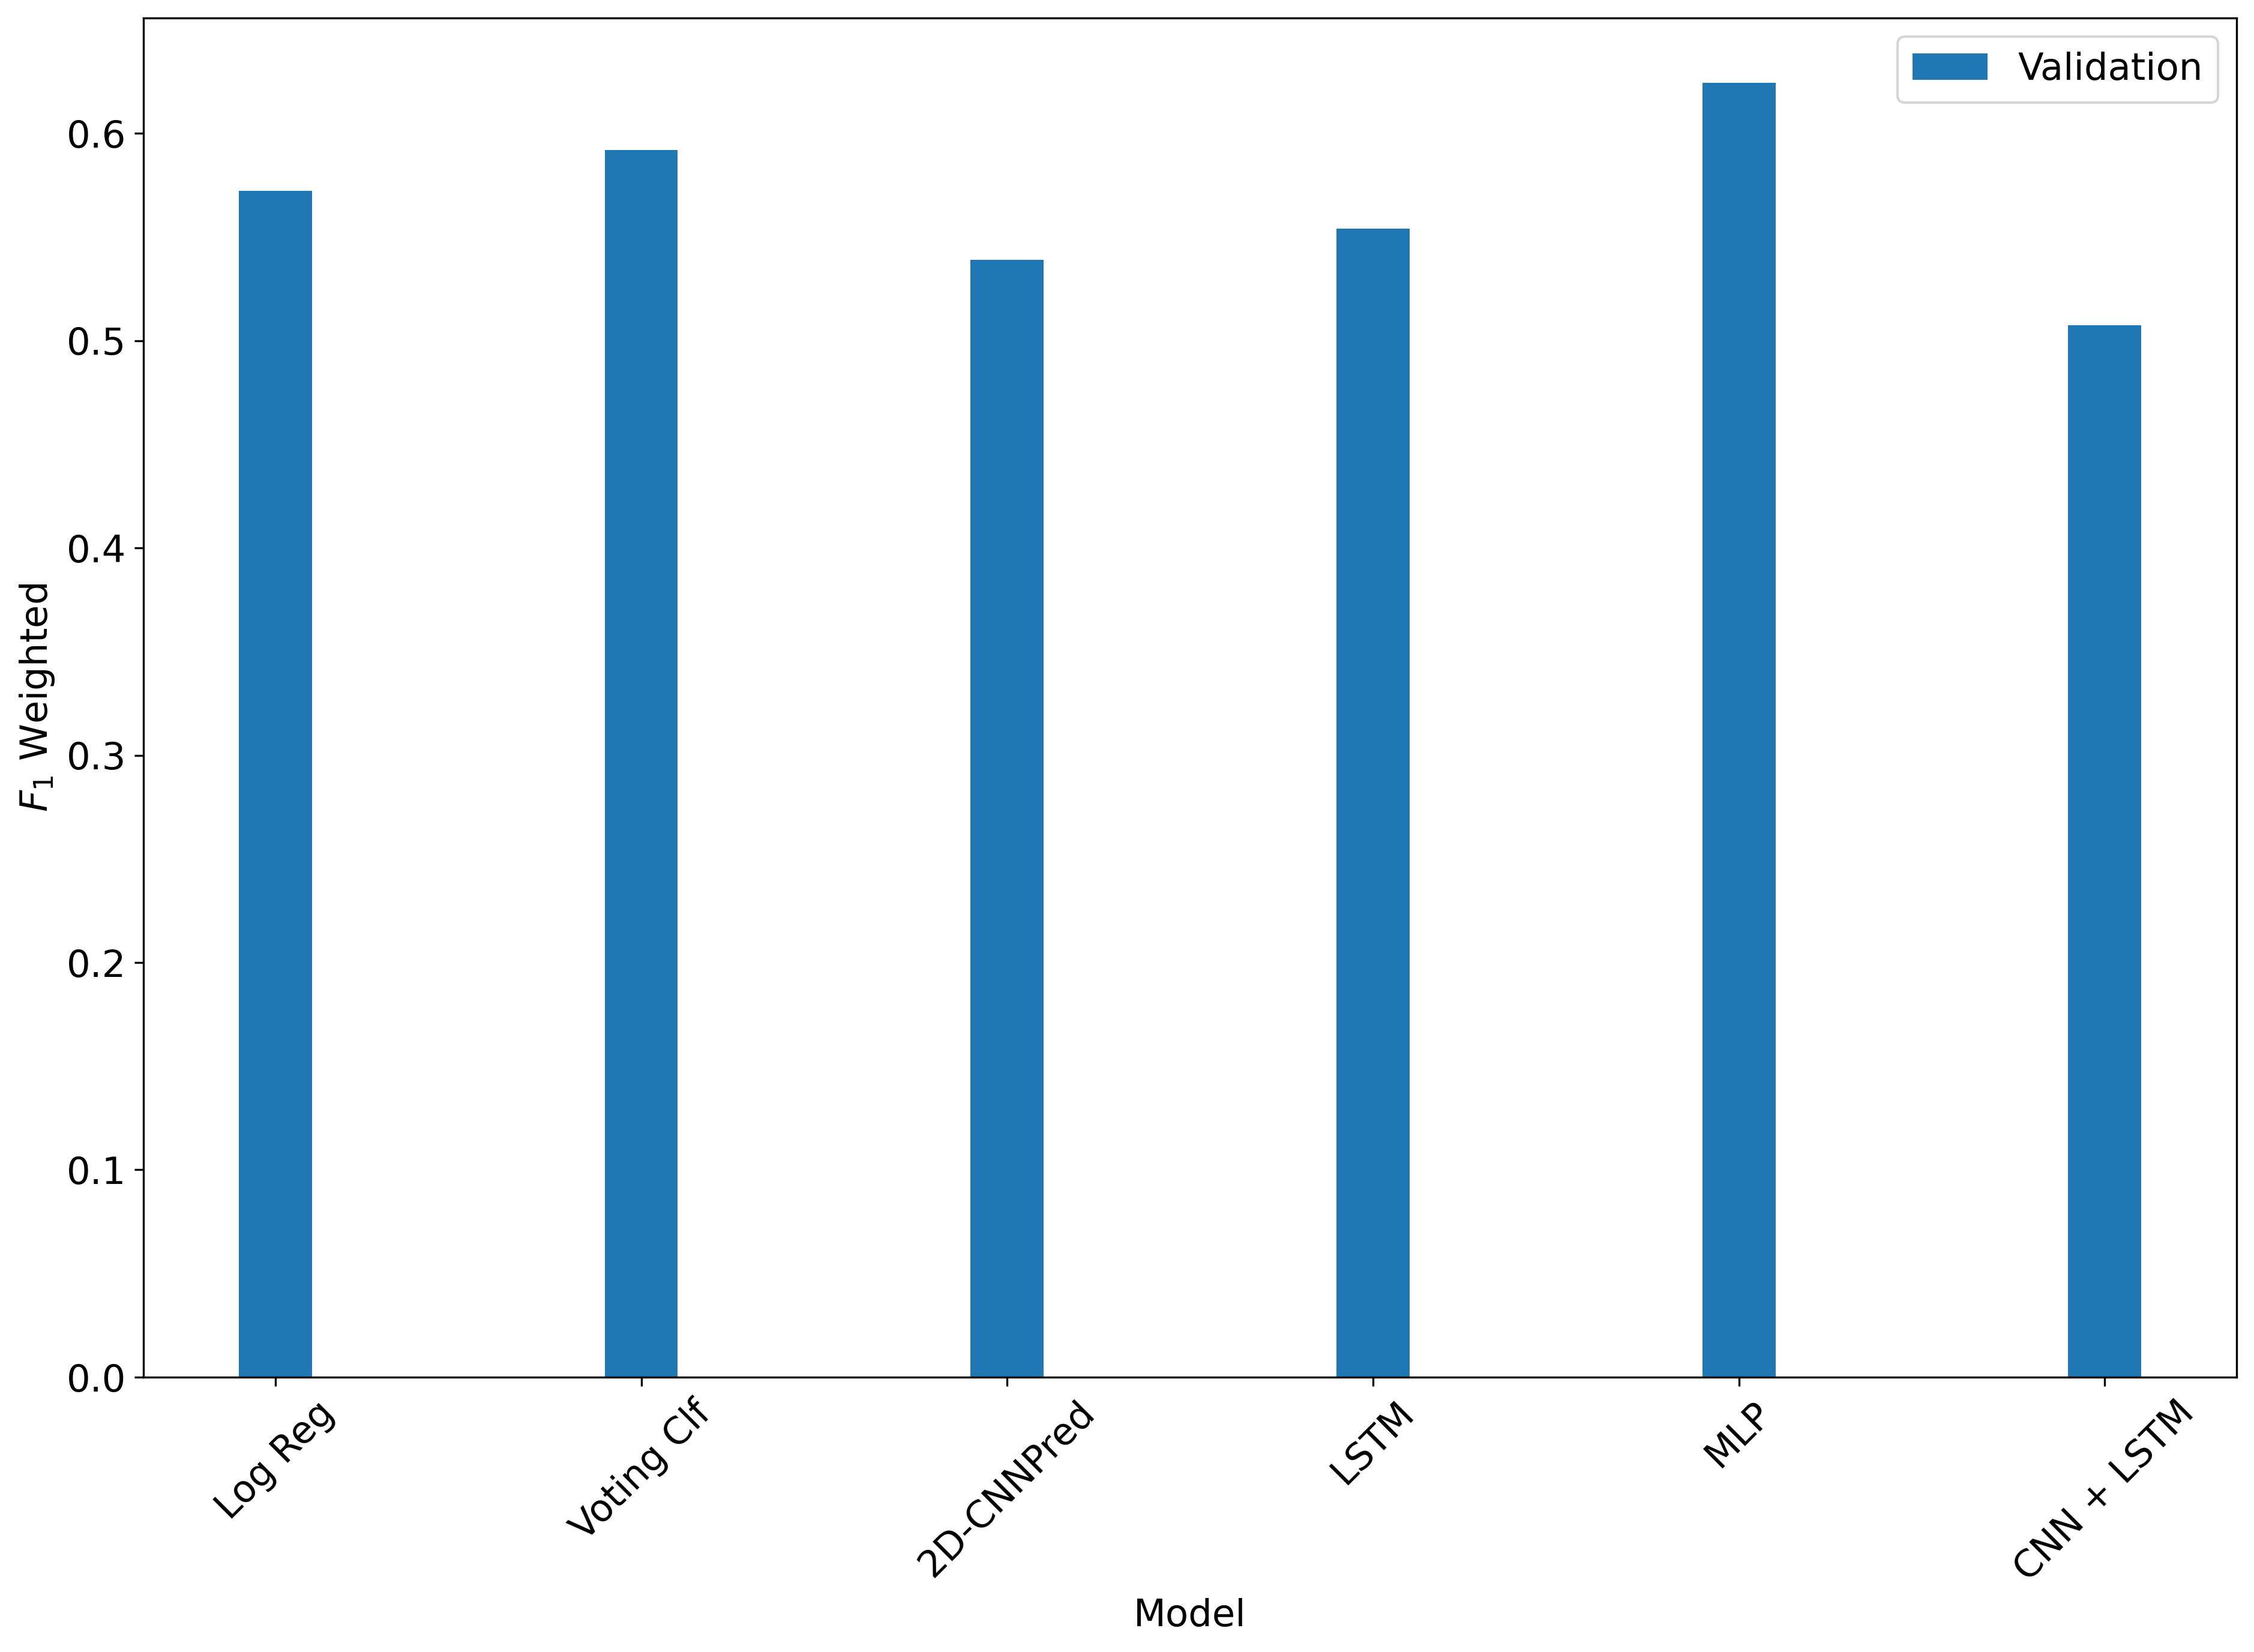 Validation
0.6
0.5
0.4
0.3
0.2
0.1
0.0
F1 Weighted
Log Reg
Voting Clf
2D-CNNPred
LSTM
MLP
CNN + LSTM
Model